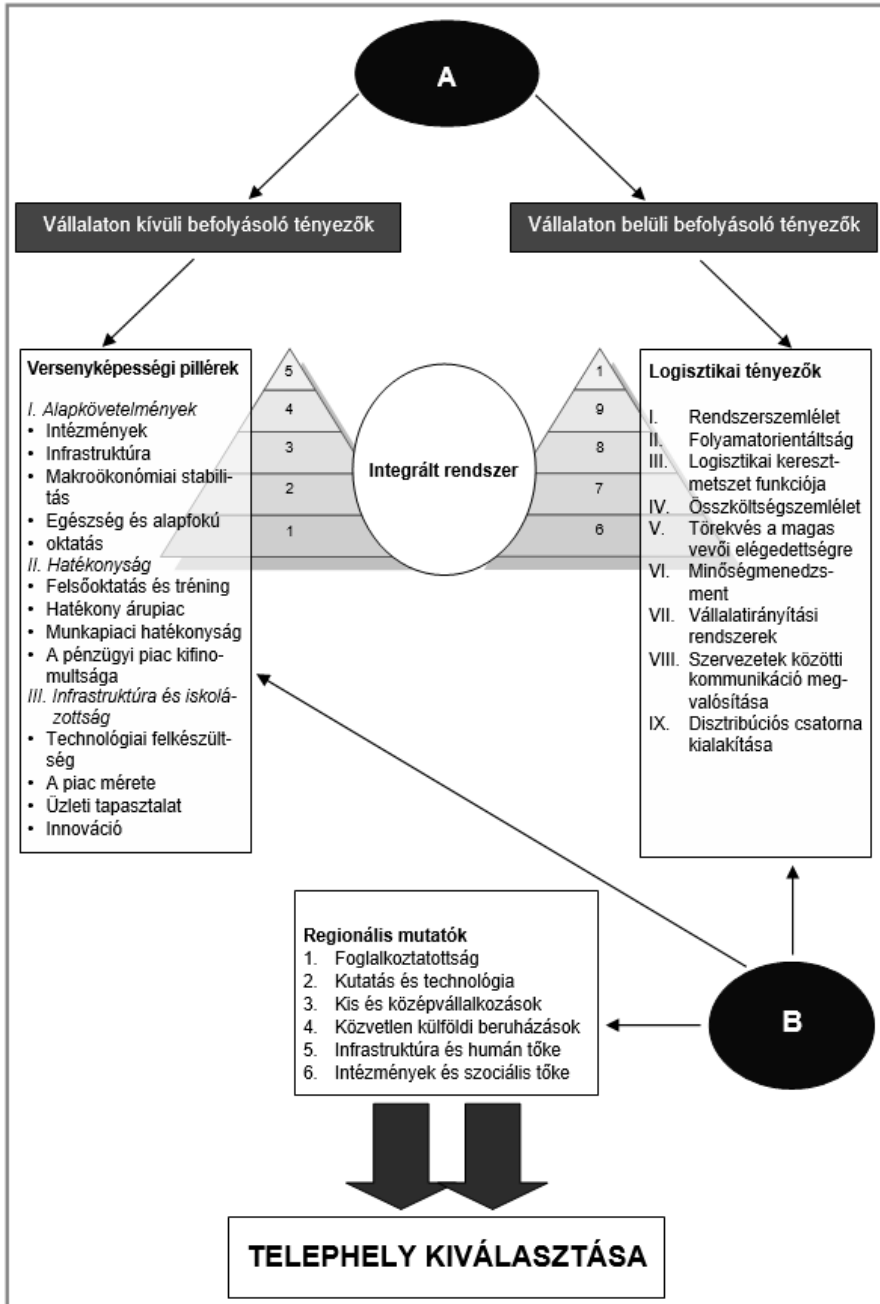 A
Vállalaton kívüli befolyásoló tényezők
Vállalaton belüli befolyásoló tényezők
Versenyképességi pillérek
I. Alapkövetelmények
• Intézmények
• Infrastruktúra
• Makroökonómiai stabili-
tás
• Egészség és alapfokú
• oktatás
II. Hatékonyság
• Felsőoktatás és tréning
• Hatékony árupiac
• Munkapiaci hatékonyság
• A pénzügyi piac kifino-
multsága
III. Infrastruktúra és iskolá-
zottság
• Technológiai felkészült-
ség
• A piac mérete
• Üzleti tapasztalat
• Innováció
5
4
3
2
1
Integrált rendszer
1
9
8
7
6
Logisztikai tényezők
I. Rendszerszemlélet
II. Folyamatorientáltság
III. Logisztikai kereszt-
metszet funkciója
IV. Összköltségszemlélet
V. Törekvés a magas
vevői elégedettségre
VI. Minőségmenedzs-
ment
VII. Vállalatirányítási
rendszerek
VIII. Szervezetek közötti
kommunikáció meg-
valósítása
IX. Disztribúciós csatorna
kialakítása
Regionális mutatók
1. Foglalkoztatottság
2. Kutatás és technológia
3. Kis és középvállalkozások
4. Közvetlen külföldi beruházások
5. Infrastruktúra és humán tőke
6. Intézmények és szociális tőke
B
TELEPHELY KIVÁLASZTÁSA